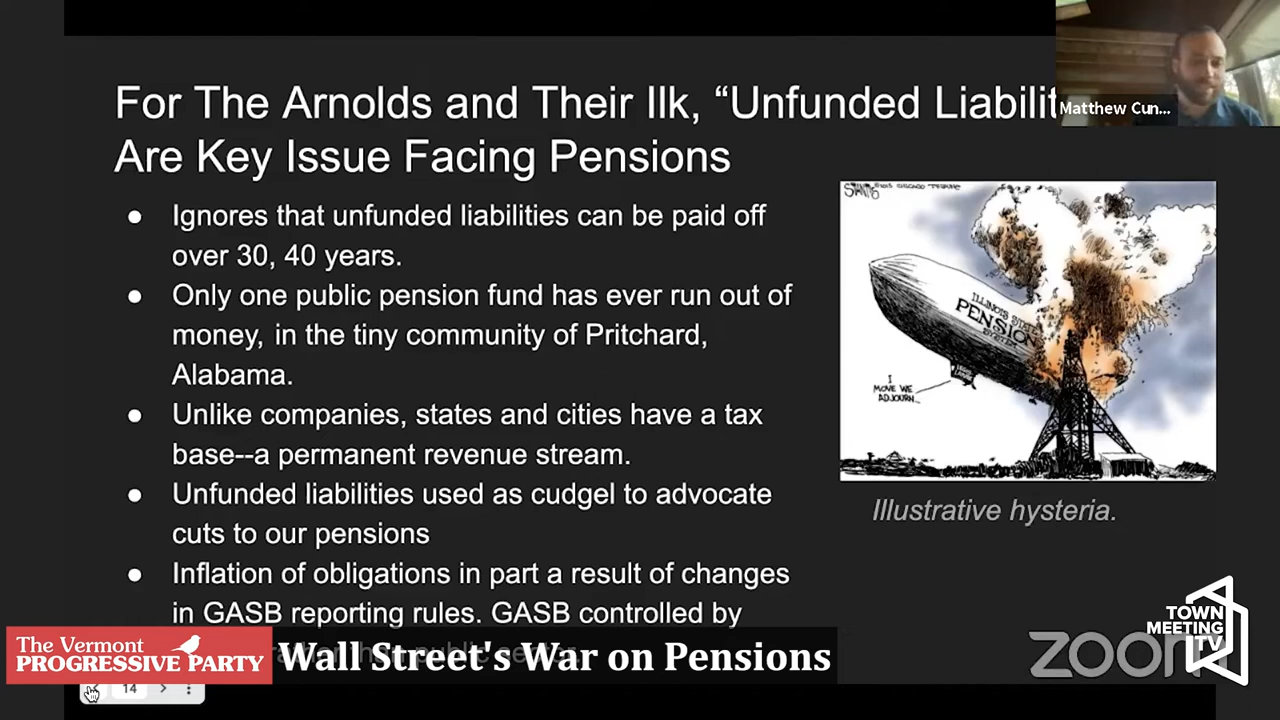 For The Arnolds and Their Ilk, “Unfunded Liabilit
Matthew Cun...
Are Key Issue Facing Pensions
● Ignores that unfunded liabilities can be paid off
over 30, 40 years.
● Only one public pension fund has ever run out of
money, in the tiny community of Pritchard,
Alabama.
● Unlike companies, states and cities have a tax
base--a permanent revenue stream.
● Unfunded liabilities used as cudgel to advocate
cuts to our pensions
● Inflation of obligations in part a result of changes
in GASB reporting rules. GASB controlled by
STANTIS
CHICAGO TRIBUNE
ILLINOIS STATE
PENSION
SYSTEM
I
MOVE WE
ADJOURN...
Illustrative hysteria.
The Vermont
PROGRESSIVE PARTY
Wall Street's War on Pensions
14
zoom
TOWN
MEETING
TV